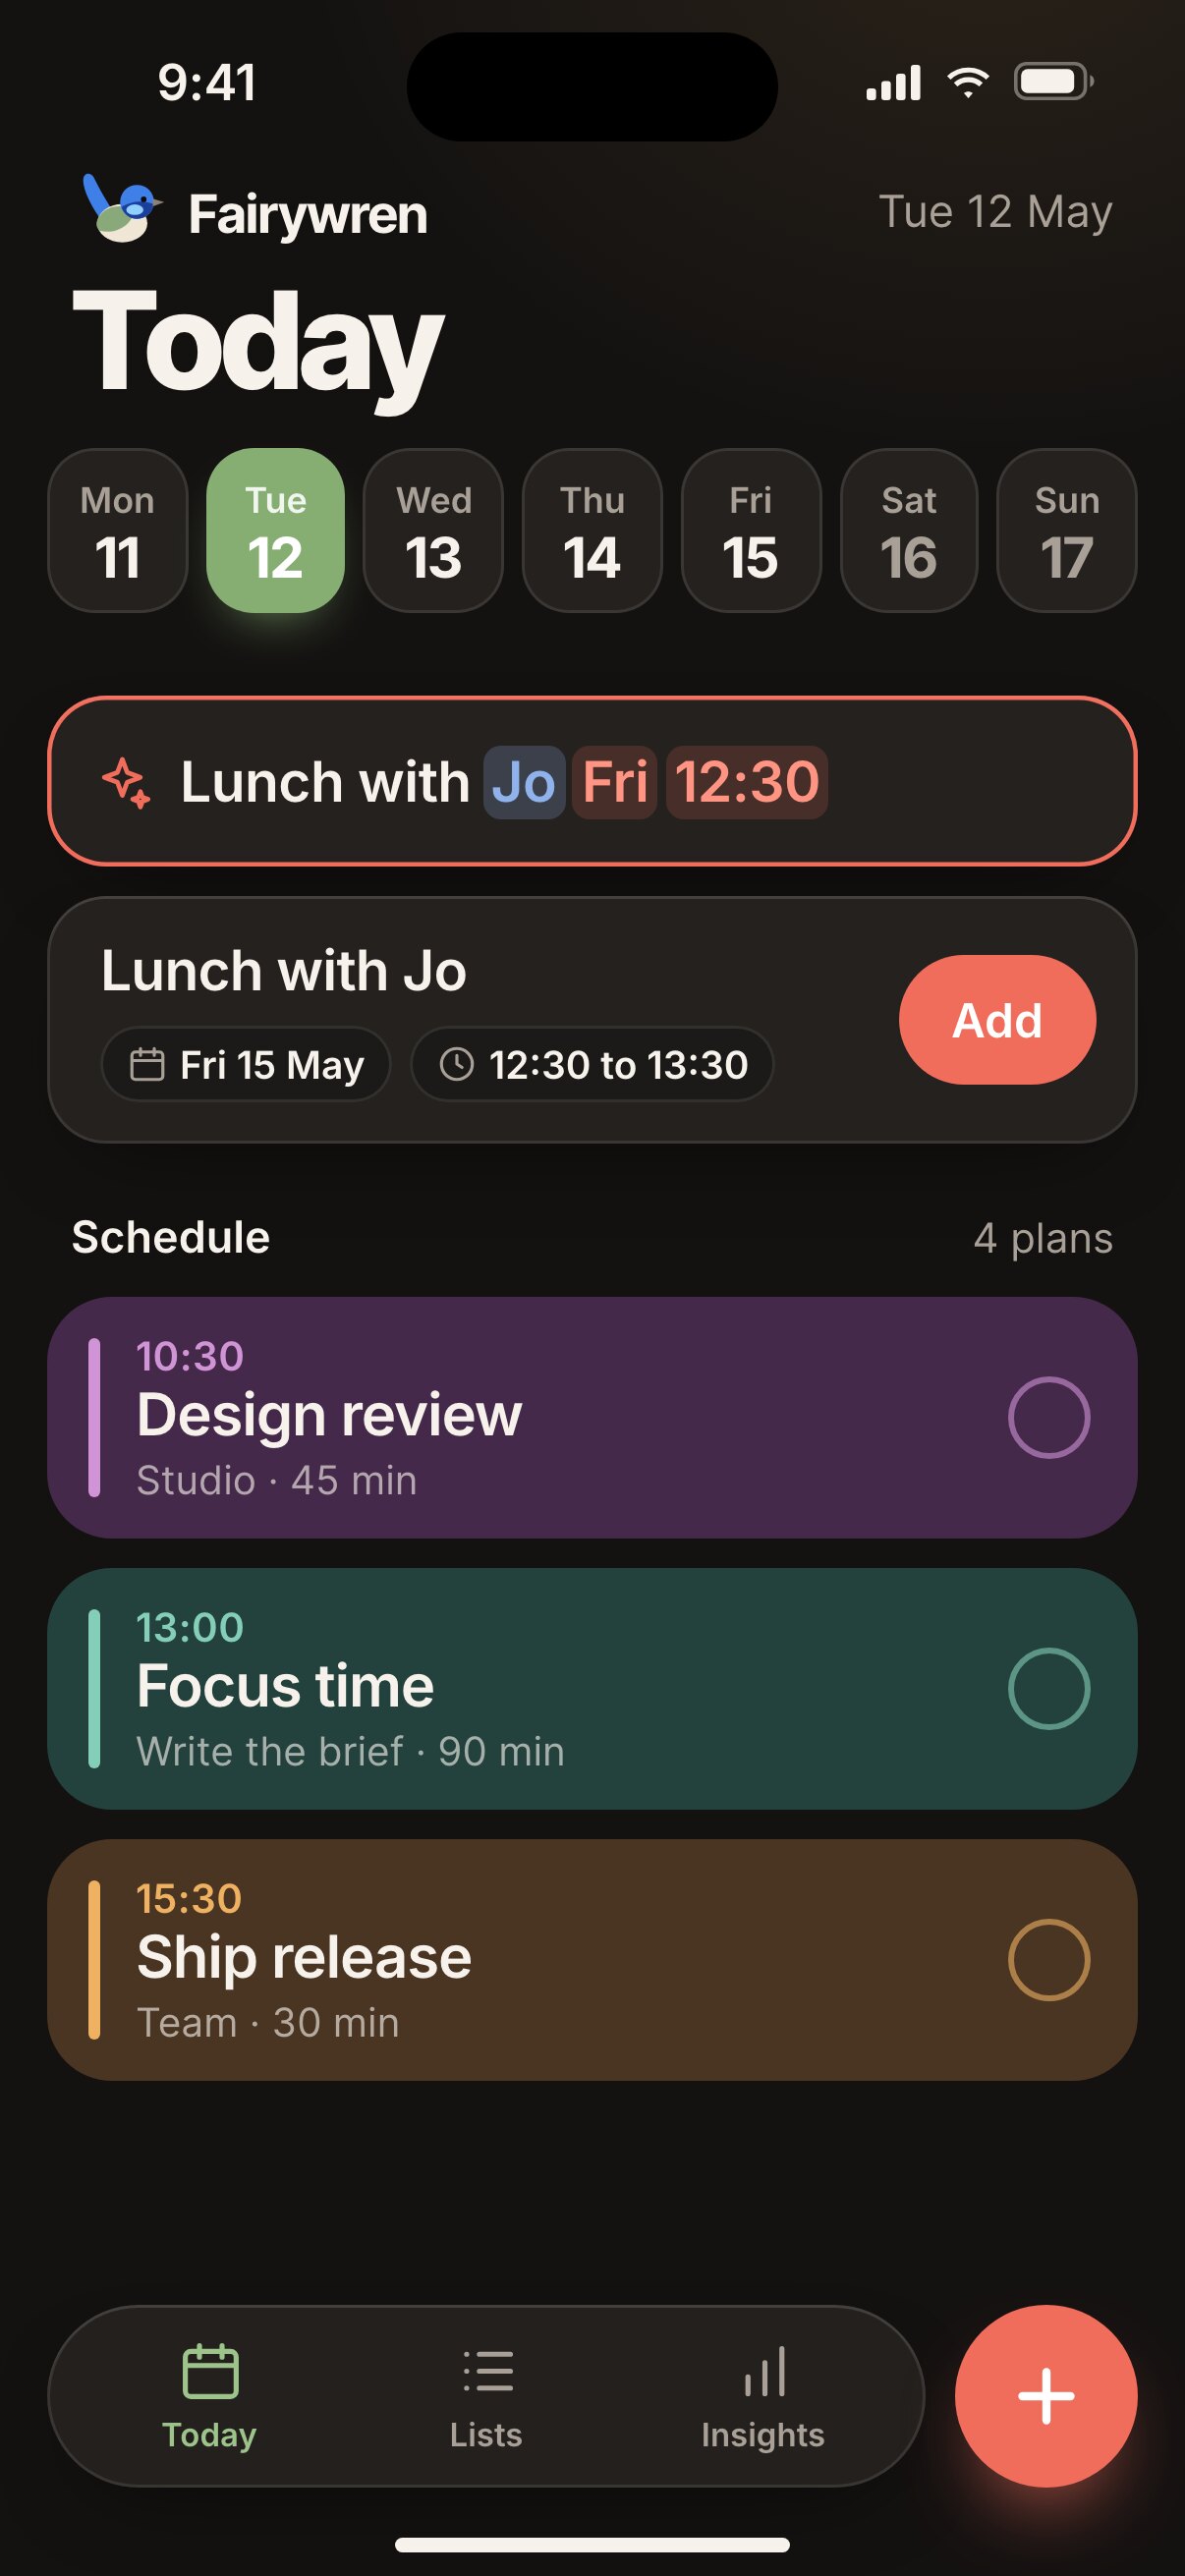 9:41
Fairywren
Tue 12 May
Today
Mon Tue Wed Thu Fri Sat Sun
11 12 13 14 15 16 17
Lunch with Jo Fri 12:30
Lunch with Jo
Fri 15 May 12:30 to 13:30
Add
Schedule
4 plans
10:30
Design review
Studio · 45 min
13:00
Focus time
Write the brief · 90 min
15:30
Ship release
Team · 30 min
Today Lists Insights